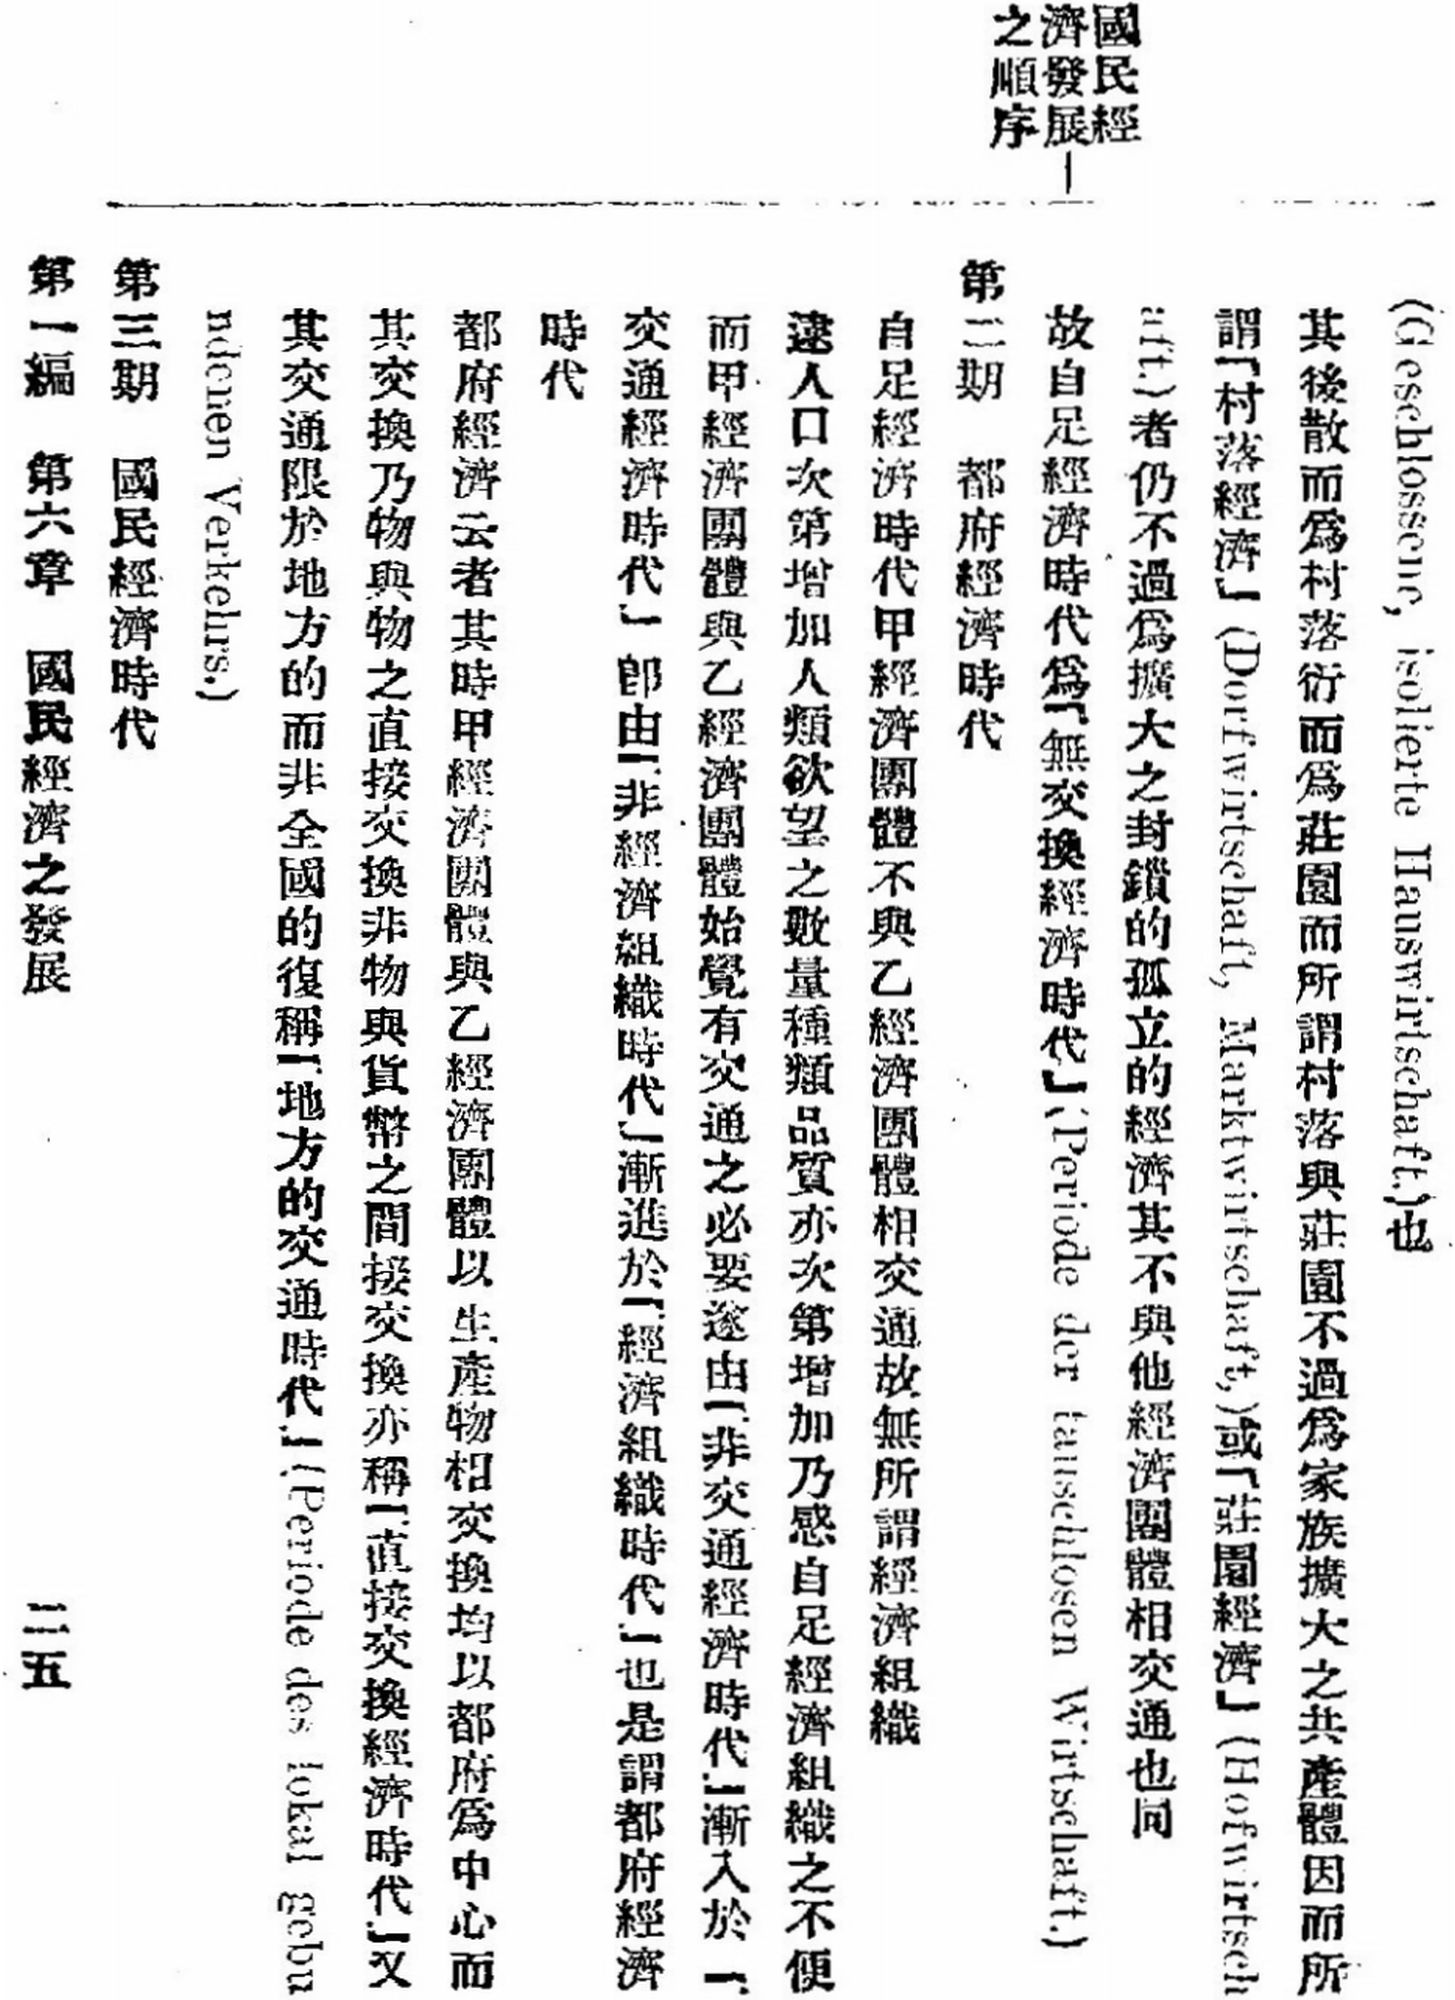 國民經
濟發展
之順序
(Geschlossene, isolierte Hauswirtschaft.)也
其後散而爲村落衍而爲莊園而所謂村落與莊園不過爲家族擴大之共產體因而所
謂「村落經濟」(Dorfwirtschaft, Marktwirtschaft,)或「莊園經濟」(Hofwirtsch
aft.)者仍不過爲擴大之封鎖的孤立的經濟其不與他經濟團體相交通也同
故自足經濟時代爲「無交換經濟時代」(Periode der tauschlosen Wirtschaft.)
第二期　都府經濟時代
自足經濟時代甲經濟團體不與乙經濟團體相交通故無所謂經濟組織
逮人口次第增加人類欲望之數量種類品質亦次第增加乃感自足經濟組織之不便
而甲經濟團體與乙經濟團體始覺有交通之必要遂由「非交通經濟時代」漸入於「
交通經濟時代」卽由「非經濟組織時代」漸進於「經濟組織時代」也是謂都府經濟
時代
都府經濟云者其時甲經濟團體與乙經濟團體以生產物相交換均以都府爲中心而
其交換乃物與物之直接交換非物與貨幣之間接交換亦稱「直接交換經濟時代」又
其交通限於地方的而非全國的復稱「地方的交通時代」(Periode des lokal gebu
ndenen Verkehrs.)
第三期　國民經濟時代
第一編　第六章　國民經濟之發展　二五